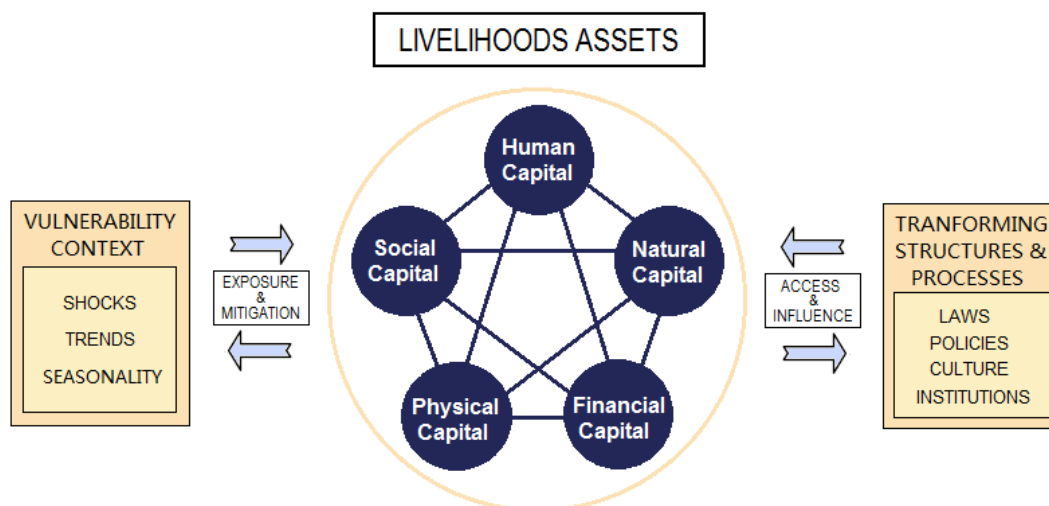 LIVELIHOODS ASSETS
Human
Capital
Social
Capital
Natural
Capital
Physical
Capital
Financial
Capital
VULNERABILITY
CONTEXT
SHOCKS
TRENDS
SEASONALITY
EXPOSURE
&
MITIGATION
ACCESS
&
INFLUENCE
TRANFORMING
STRUCTURES &
PROCESSES
LAWS
POLICIES
CULTURE
INSTITUTIONS